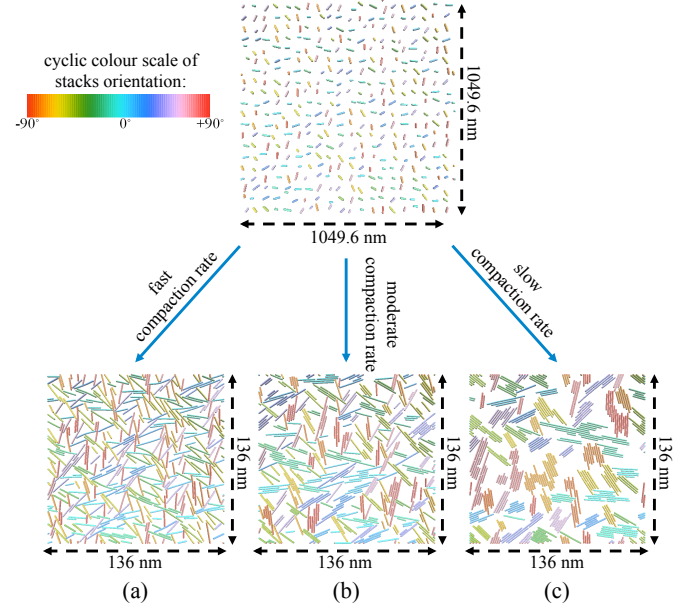 cyclic colour scale of
stacks orientation:
-90°
0°
+90°
1049.6 nm
1049.6 nm
fast
compaction rate
moderate
compaction rate
slow
compaction rate
136 nm
136 nm
136 nm
136 nm
136 nm
136 nm
(a)
(b)
(c)